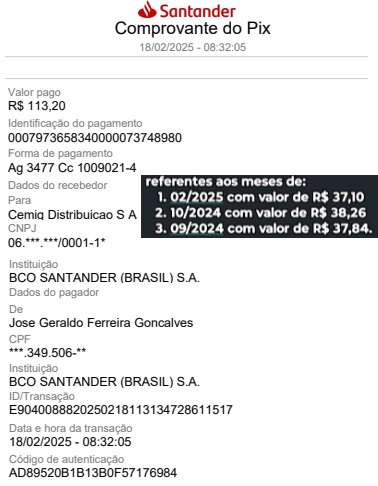 Santander
Comprovante do Pix
18/02/2025 - 08:32:05
Valor pago
R$ 113,20
Identificação do pagamento
0007973658340000073748980
Forma de pagamento
Ag 3477 Cc 1009021-4
Dados do recebedor
Para
Cemig Distribuicao S A
CNPJ
06.***.***/0001-1*
referentes aos meses de:
1. 02/2025 com valor de R$ 37,10
2. 10/2024 com valor de R$ 38,26
3. 09/2024 com valor de R$ 37,84.
Instituição
BCO SANTANDER (BRASIL) S.A.
Dados do pagador
De
Jose Geraldo Ferreira Goncalves
CPF
***.349.506-**
Instituição
BCO SANTANDER (BRASIL) S.A.
ID/Transação
E9040088820250218113134728611517
Data e hora da transação
18/02/2025 - 08:32:05
Código de autenticação
AD89520B1B13B0F57176984